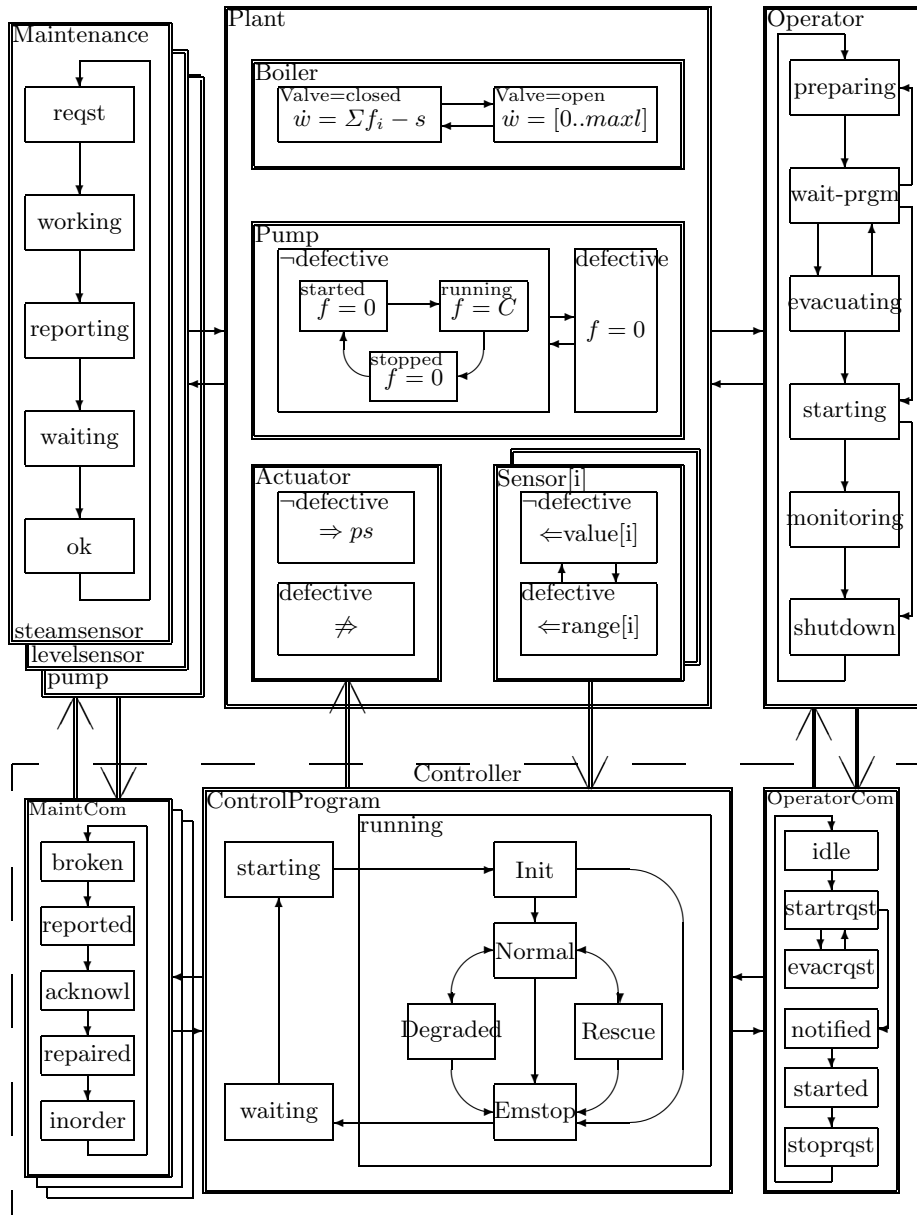 Maintenance
reqst
working
reporting
waiting
ok
steamsensor
levelsensor
pump
Plant
Boiler
Valve=closed
ẇ = Σf_i − s
Valve=open
ẇ = [0..maxl]
Pump
¬defective
started
f = 0
running
f = C
stopped
f = 0
defective
f = 0
Actuator
¬defective
⇒ ps
defective
⇏
Sensor[i]
¬defective
⇐value[i]
defective
⇐range[i]
Operator
preparing
wait-prgm
evacuating
starting
monitoring
shutdown
Controller
MaintCom
broken
reported
acknowl
repaired
inorder
ControlProgram
starting
waiting
running
Init
Normal
Degraded
Rescue
Emstop
OperatorCom
idle
startrqst
evacrqst
notified
started
stoprqst